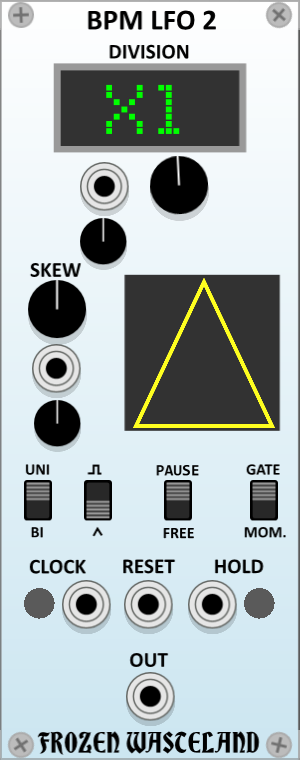 BPM LFO 2
DIVISION
X1
SKEW
UNI
PAUSE GATE
BI FREE MOM.
CLOCK RESET HOLD
OUT
FROZEN WASTELAND